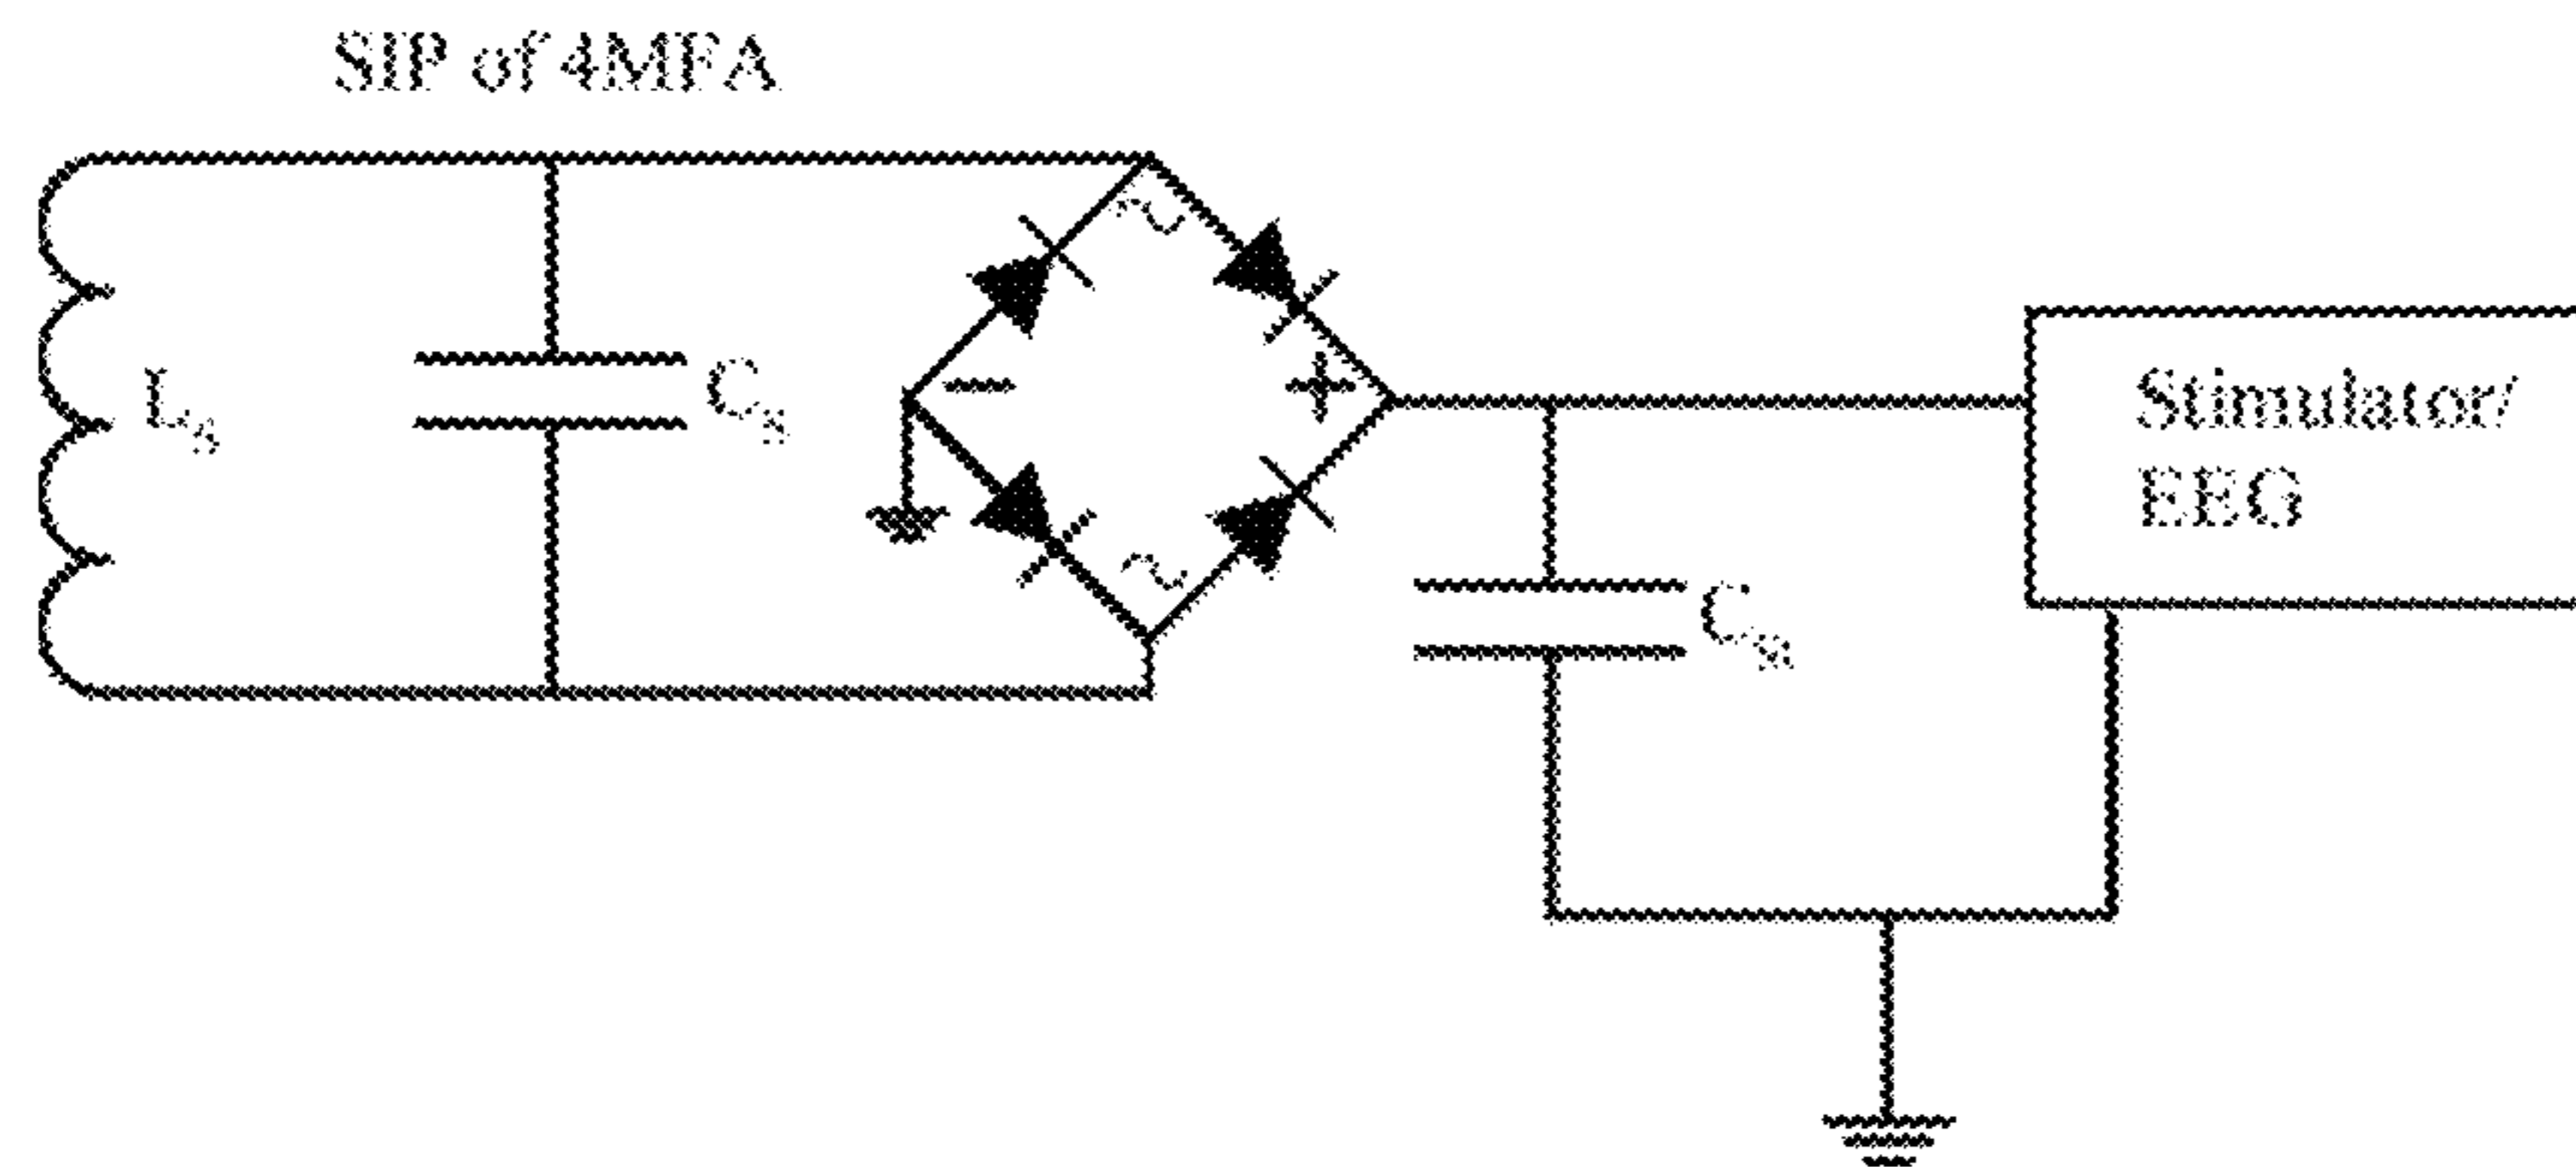 SIP of 4MFA
L
C
− +
C
Stimulator/
EEG